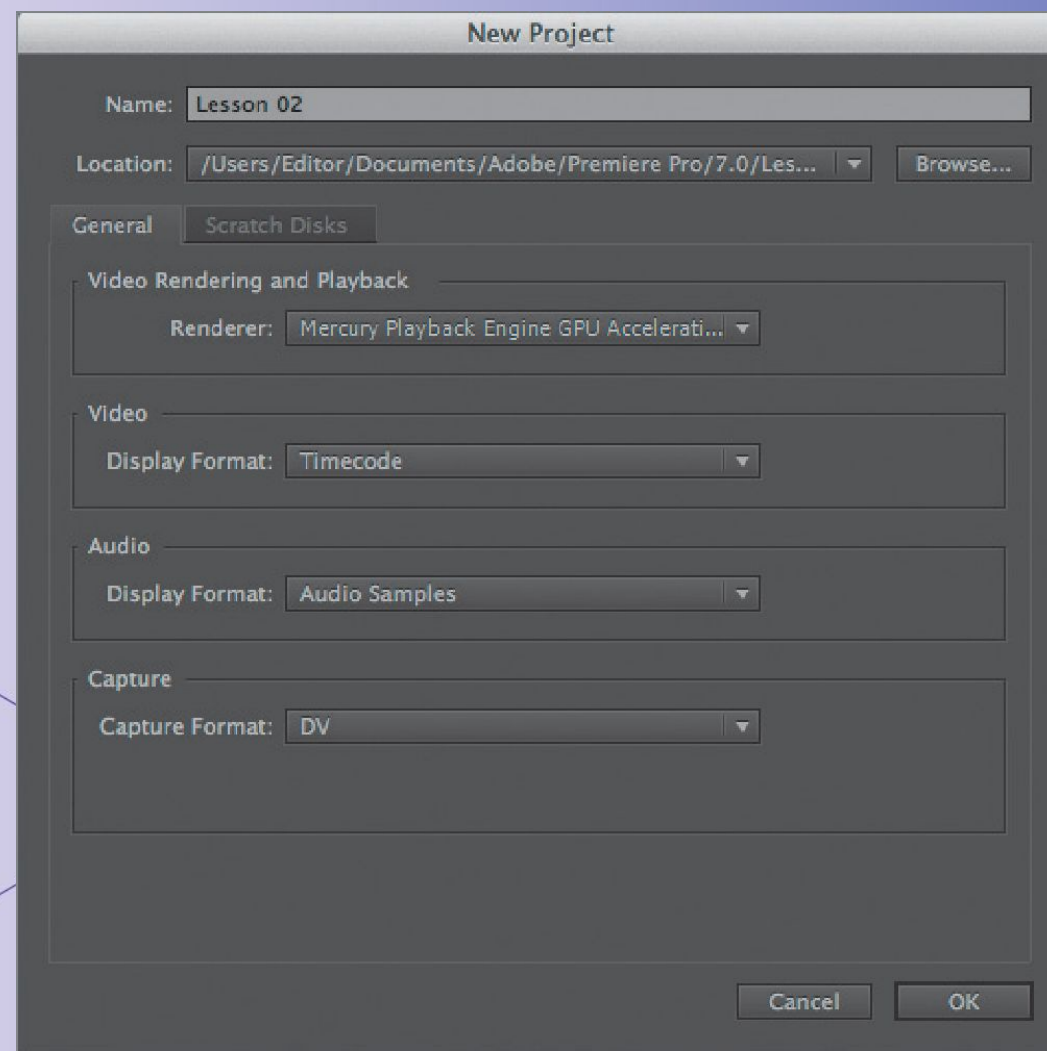 New Project
Name: Lesson 02
Location: /Users/Editor/Documents/Adobe/Premiere Pro/7.0/Les... Browse...
General Scratch Disks
Video Rendering and Playback
Renderer: Mercury Playback Engine GPU Accelerati...
Video
Display Format: Timecode
Audio
Display Format: Audio Samples
Capture
Capture Format: DV
Cancel OK